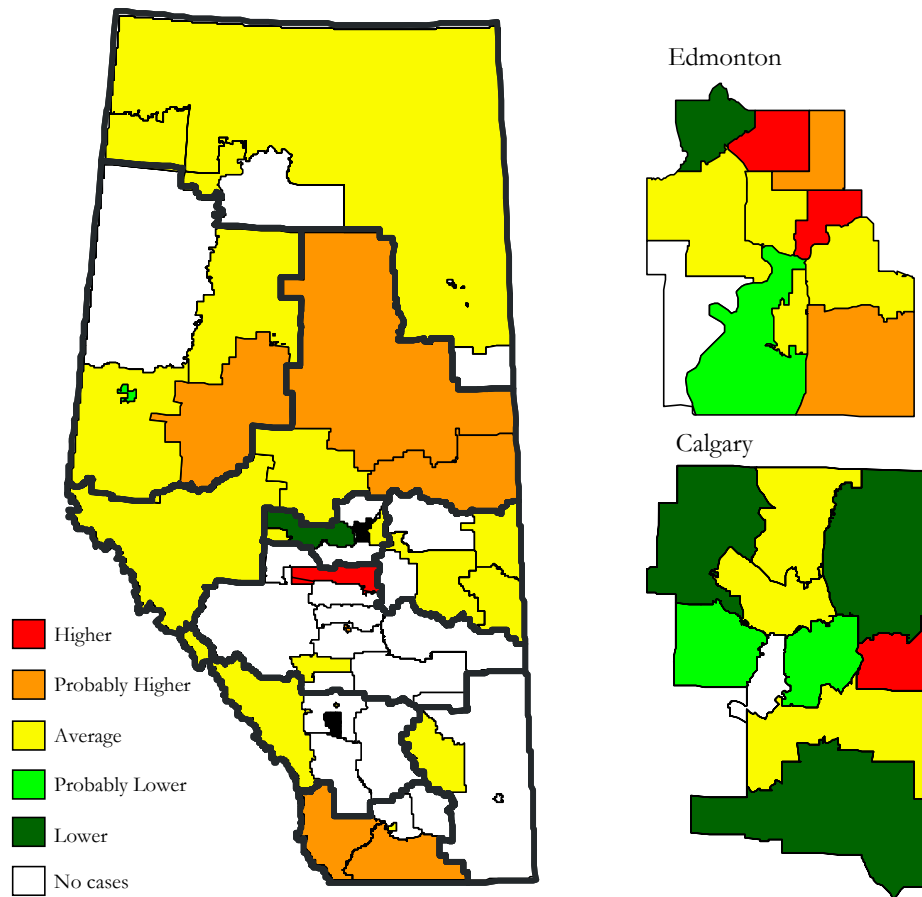 Edmonton
Calgary
Higher
Probably Higher
Average
Probably Lower
Lower
No cases